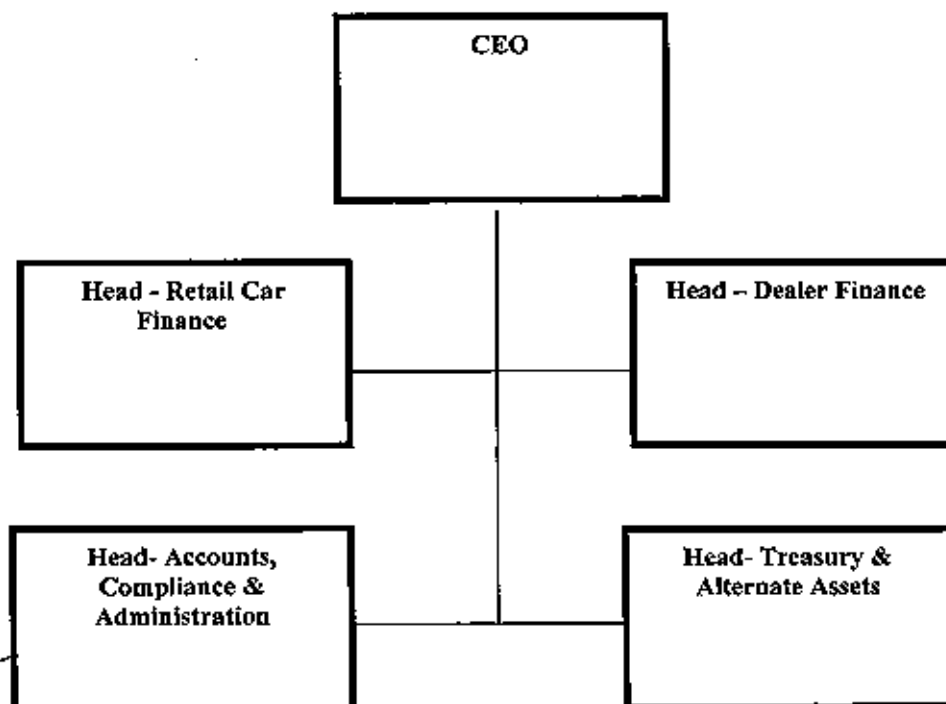 CEO
Head - Retail Car
Finance
Head – Dealer Finance
Head- Accounts,
Compliance &
Administration
Head- Treasury &
Alternate Assets